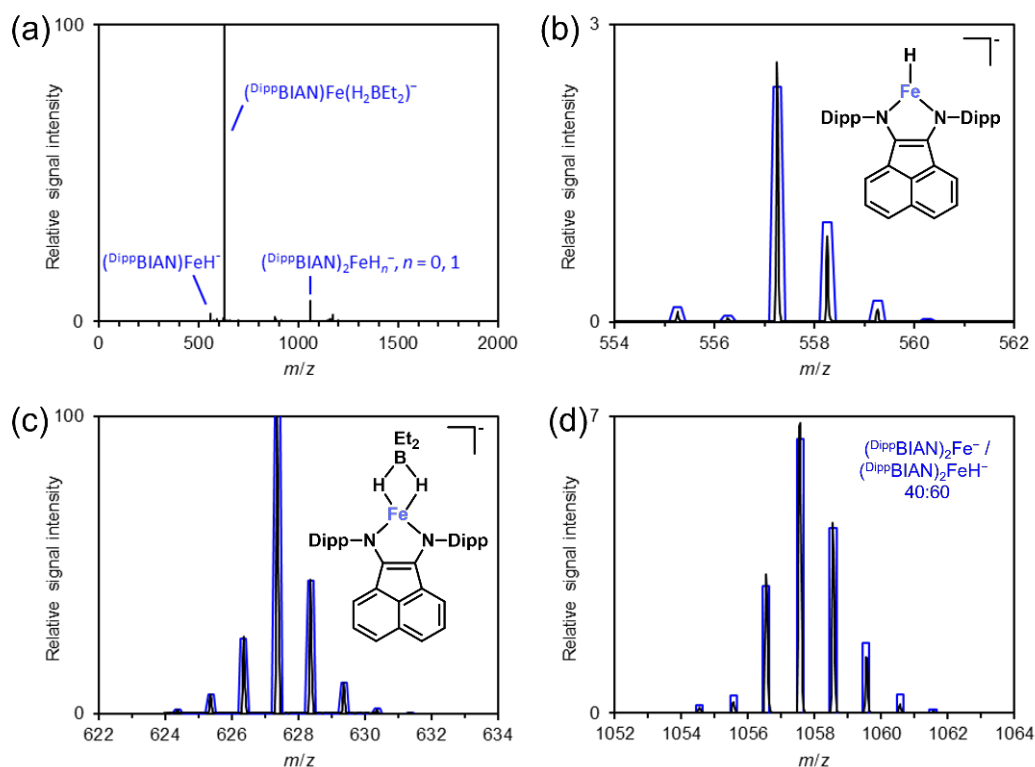 (a)
100
Relative signal intensity
0
(ᴰⁱᵖᵖBIAN)Fe(H₂BEt₂)⁻
(ᴰⁱᵖᵖBIAN)FeH⁻
(ᴰⁱᵖᵖBIAN)₂FeHₙ⁻, n = 0, 1
0 500 1000 1500 2000
m/z
(b)
3
Relative signal intensity
0
H
Fe
Dipp—N N—Dipp
-
554 556 558 560 562
m/z
(c)
100
Relative signal intensity
0
Et₂
B
H H
Fe
Dipp—N N—Dipp
-
622 624 626 628 630 632 634
m/z
(d)
7
Relative signal intensity
0
(ᴰⁱᵖᵖBIAN)₂Fe⁻ /
(ᴰⁱᵖᵖBIAN)₂FeH⁻
40:60
1052 1054 1056 1058 1060 1062 1064
m/z